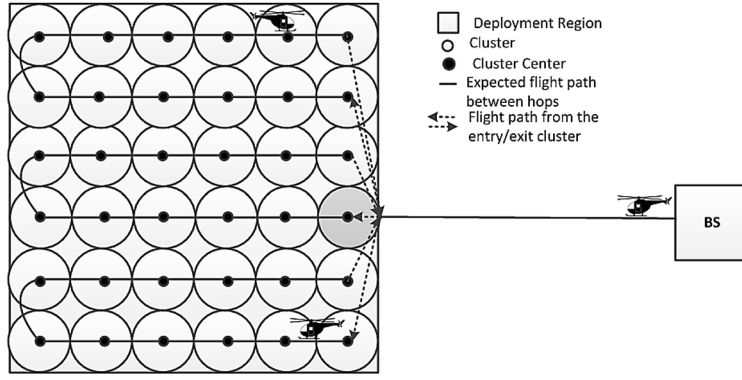 Deployment Region
Cluster
Cluster Center
Expected flight path
between hops
Flight path from the
entry/exit cluster
BS